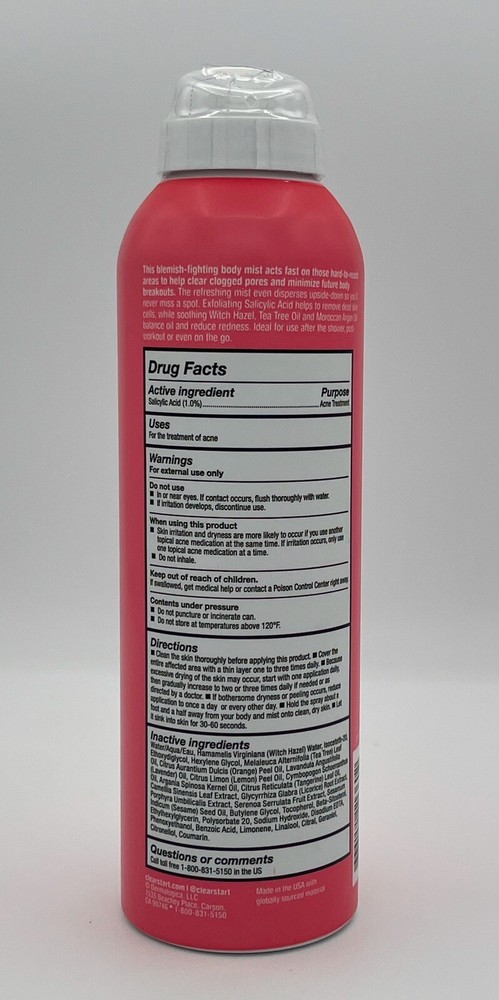 This blemish-fighting body mist acts fast on those hard-to-reach
areas to help clear clogged pores and minimize future body
breakouts. The refreshing mist even disperses upside-down so you'll
never miss a spot. Exfoliating Salicylic Acid helps to remove dead skin
cells, while soothing Witch Hazel, Tea Tree Oil and Moroccan Argan Oil
balance oil and reduce redness. Ideal for use after the shower, post-
workout or even on the go.
Drug Facts
Active ingredient Purpose
Salicylic Acid (1.0%)..........Acne Treatment
Uses
For the treatment of acne
Warnings
For external use only
Do not use
■ In or near eyes. If contact occurs, flush thoroughly with water.
■ If irritation develops, discontinue use.
When using this product
■ Skin irritation and dryness are more likely to occur if you use another
topical acne medication at the same time. If irritation occurs, only use
one topical acne medication at a time.
■ Do not inhale.
Keep out of reach of children.
If swallowed, get medical help or contact a Poison Control Center right away.
Contents under pressure
■ Do not puncture or incinerate can.
■ Do not store at temperatures above 120°F.
Directions
■ Clean the skin thoroughly before applying this product. ■ Cover the
entire affected area with a thin layer one to three times daily. ■ Because
excessive drying of the skin may occur, start with one application daily,
then gradually increase to two or three times daily if needed or as
directed by a doctor. ■ If bothersome dryness or peeling occurs, reduce
application to once a day or every other day. ■ Hold the spray about a
foot and a half away from your body and mist onto clean, dry skin. ■ Let
it sink into skin for 30-60 seconds.
Inactive ingredients
Water/Aqua/Eau, Hamamelis Virginiana (Witch Hazel) Water, Isoceteth-20,
Ethoxydiglycol, Hexylene Glycol, Melaleuca Alternifolia (Tea Tree) Leaf
Oil, Citrus Aurantium Dulcis (Orange) Peel Oil, Lavandula Angustifolia
(Lavender) Oil, Citrus Limon (Lemon) Peel Oil, Cymbopogon Schoenanthus
Oil, Argania Spinosa Kernel Oil, Citrus Reticulata (Tangerine) Leaf Oil,
Camellia Sinensis Leaf Extract, Glycyrrhiza Glabra (Licorice) Root Extract,
Porphyra Umbilicalis Extract, Serenoa Serrulata Fruit Extract, Sesamum
Indicum (Sesame) Seed Oil, Butylene Glycol, Tocopherol, Beta-Sitosterol,
Ethylhexylglycerin, Polysorbate 20, Sodium Hydroxide, Disodium EDTA,
Phenoxyethanol, Benzoic Acid, Limonene, Linalool, Citral, Geraniol,
Citronellol, Coumarin.
Questions or comments
Call toll free 1-800-831-5150 in the US
clearstart.com | @clearstart
© Dermalogica, LLC
1535 Beachey Place, Carson,
CA 90746 • 1-800-831-5150
Made in the USA with
globally sourced material